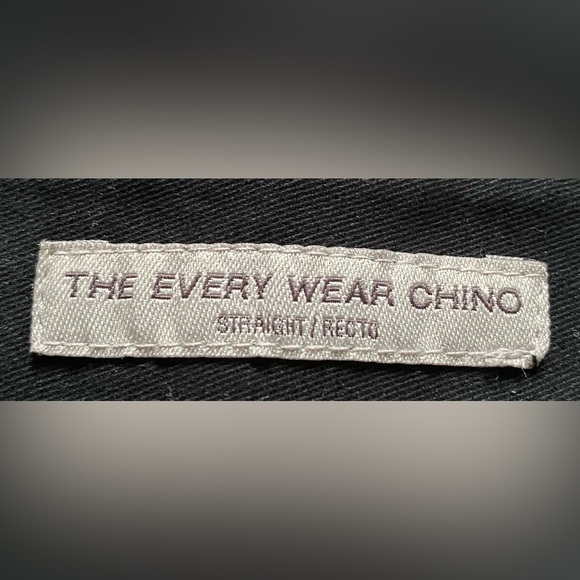 THE EVERY WEAR CHINO
STRAIGHT / RECTO